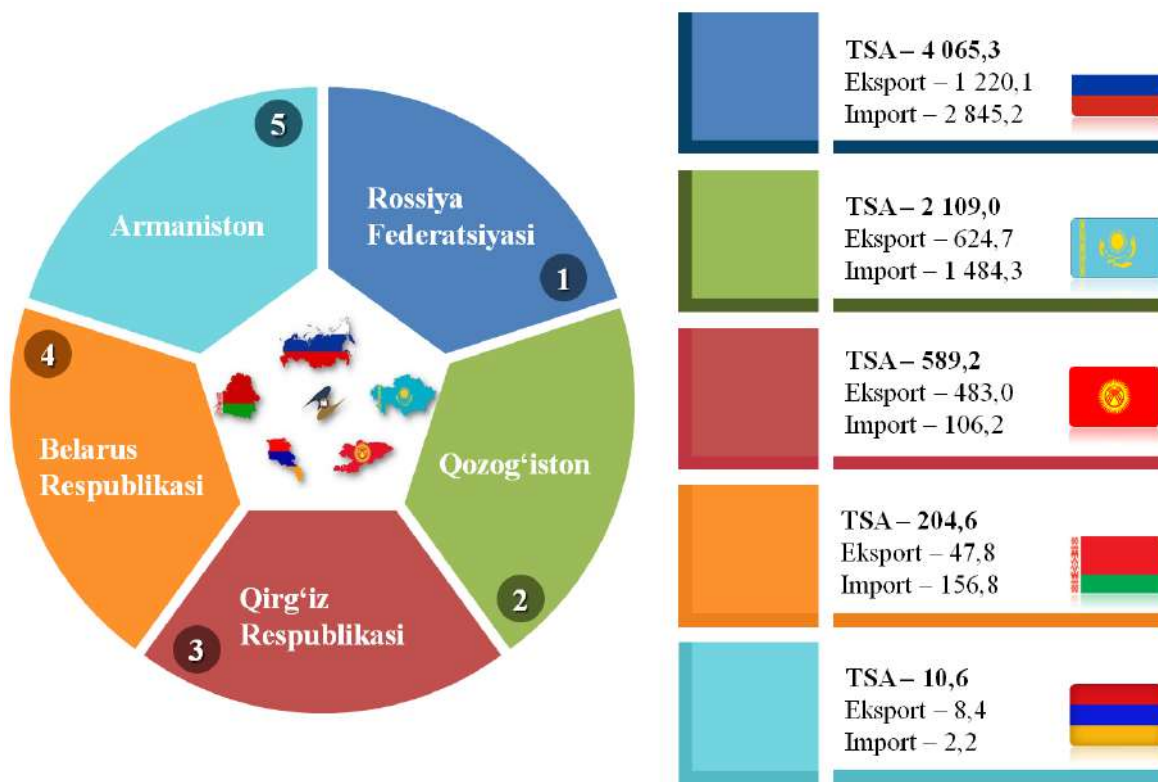 5
Armaniston
Rossiya
Federatsiyasi
1
4
Belarus
Respublikasi
Qozog‘iston
2
Qirg‘iz
Respublikasi
3
TSA – 4 065,3
Eksport – 1 220,1
Import – 2 845,2
TSA – 2 109,0
Eksport – 624,7
Import – 1 484,3
TSA – 589,2
Eksport – 483,0
Import – 106,2
TSA – 204,6
Eksport – 47,8
Import – 156,8
TSA – 10,6
Eksport – 8,4
Import – 2,2